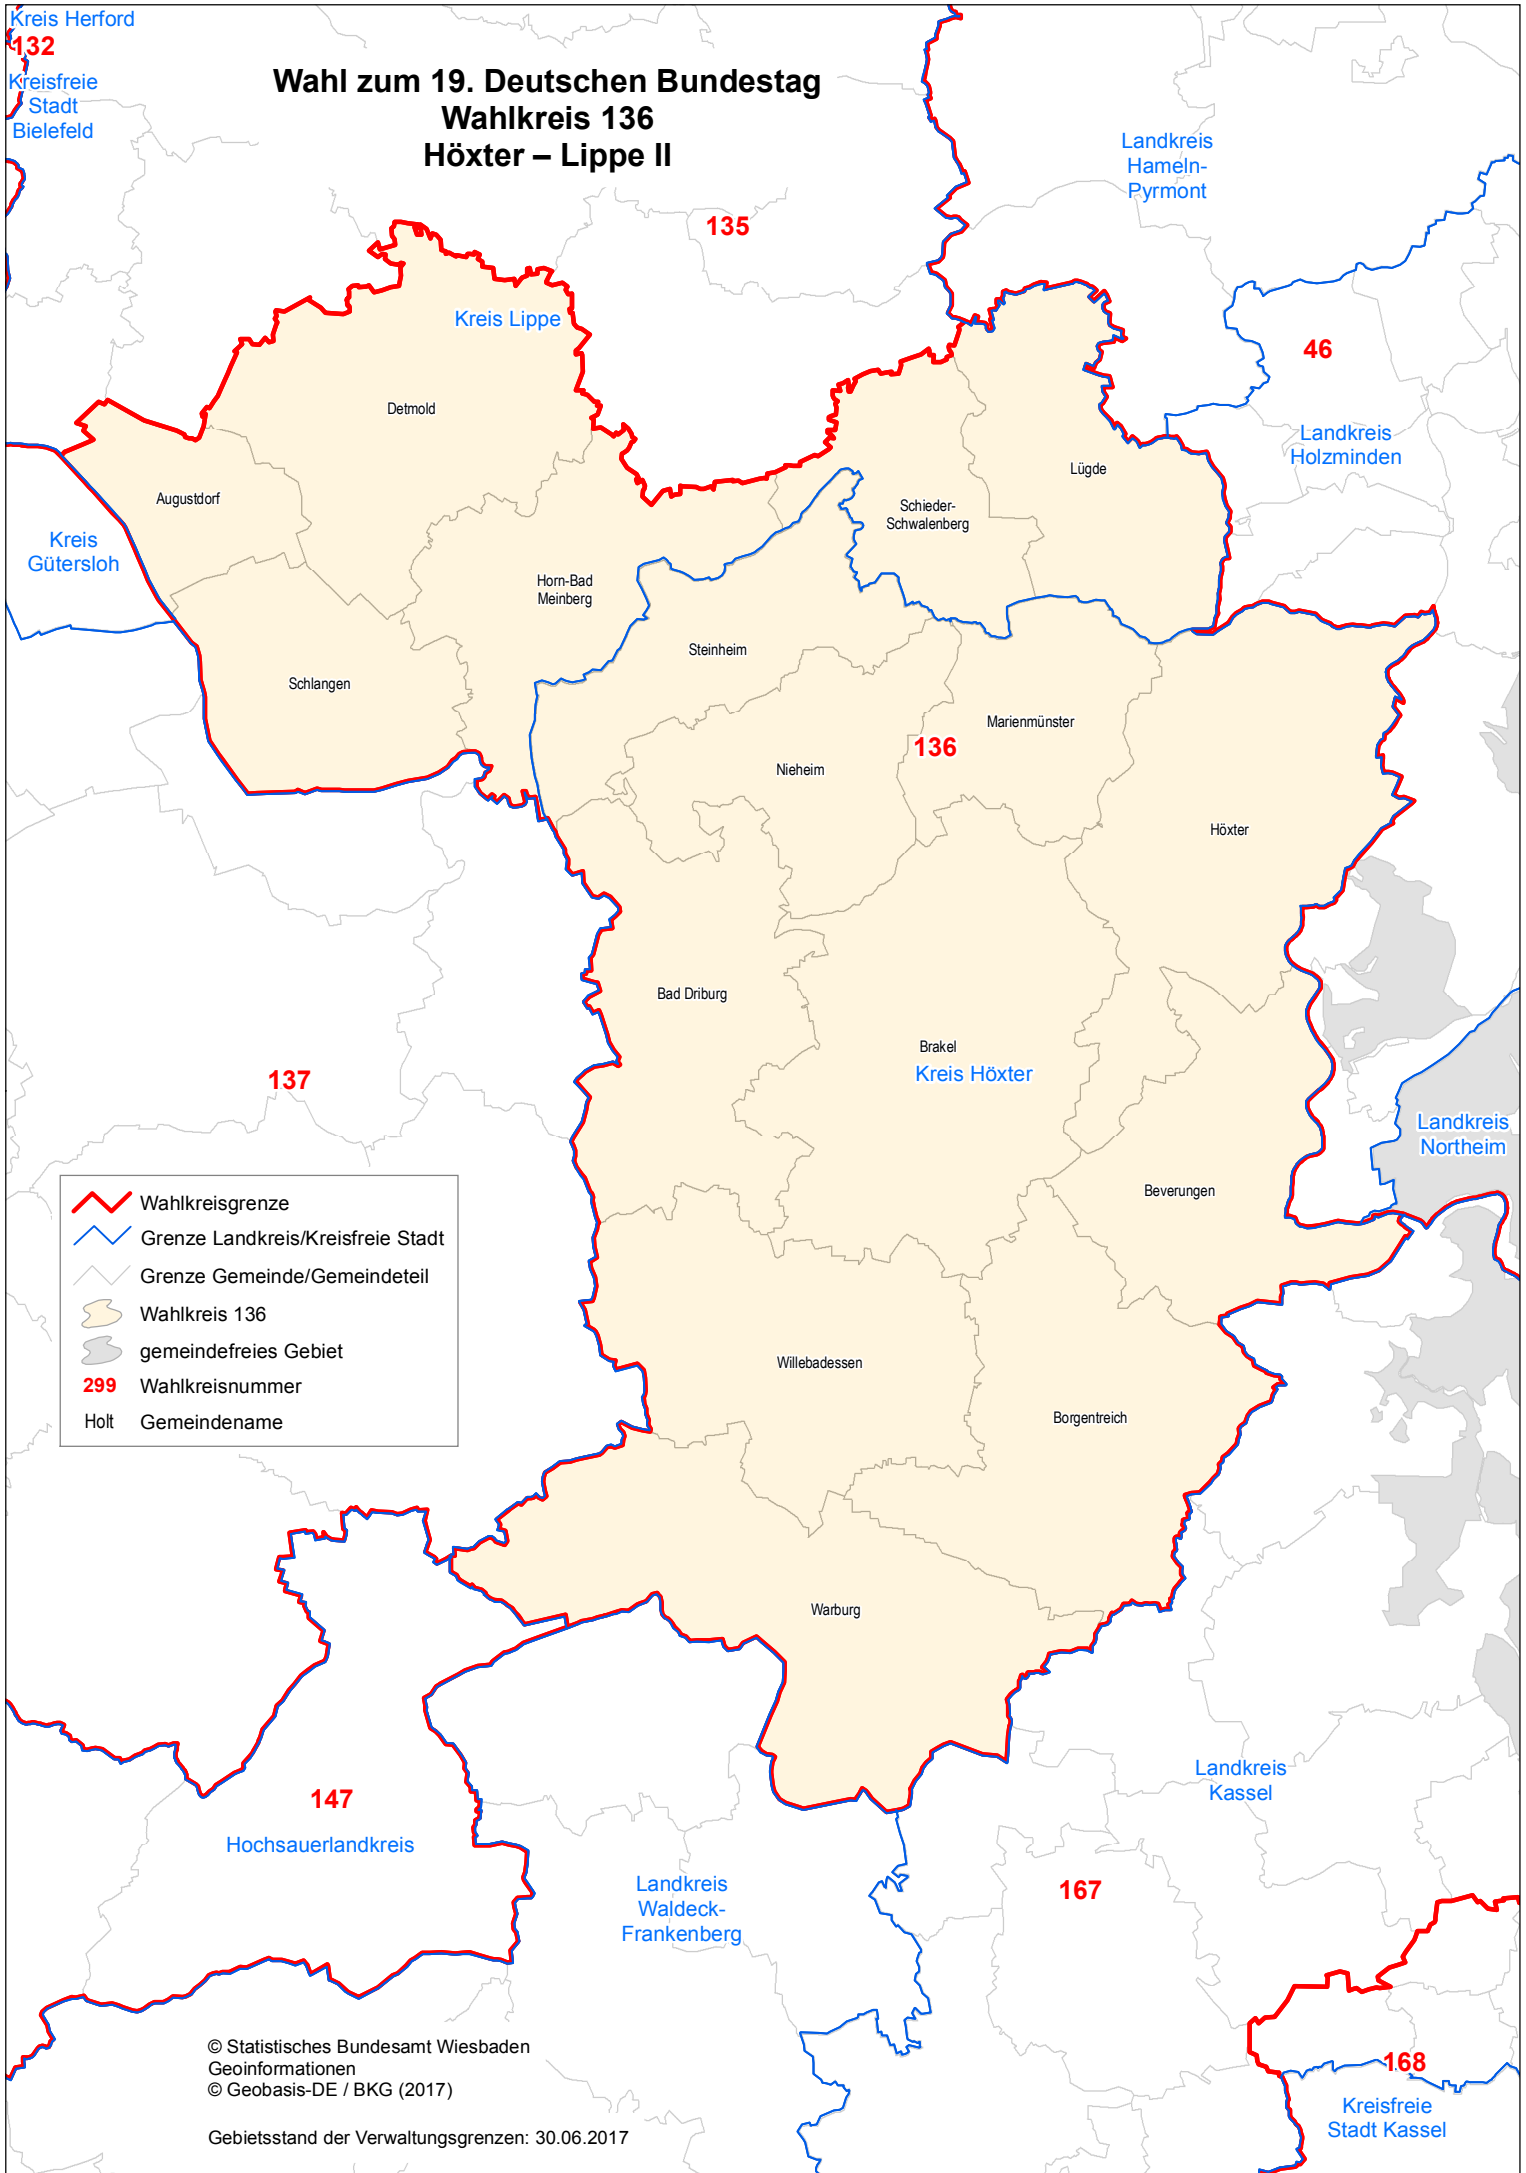 Kreis Herford
132
Kreisfreie
Stadt
Bielefeld
Wahl zum 19. Deutschen Bundestag
Wahlkreis 136
Höxter – Lippe II
Landkreis
Hameln-
Pyrmont
135
Kreis Lippe
46
Detmold
Landkreis
Holzminden
Lügde
Augustdorf
Schieder-
Schwalenberg
Kreis
Gütersloh
Horn-Bad
Meinberg
Steinheim
Schlangen
Marienmünster
136
Nieheim
Höxter
Bad Driburg
Brakel
Kreis Höxter
137
Landkreis
Northeim
Beverungen
Wahlkreisgrenze
Grenze Landkreis/Kreisfreie Stadt
Grenze Gemeinde/Gemeindeteil
Wahlkreis 136
gemeindefreies Gebiet
299 Wahlkreisnummer
Holt Gemeindename
Willebadessen
Borgentreich
Warburg
Landkreis
Kassel
147
Hochsauerlandkreis
Landkreis
Waldeck-
Frankenberg
167
168
Kreisfreie
Stadt Kassel
© Statistisches Bundesamt Wiesbaden
Geoinformationen
© Geobasis-DE / BKG (2017)
Gebietsstand der Verwaltungsgrenzen: 30.06.2017